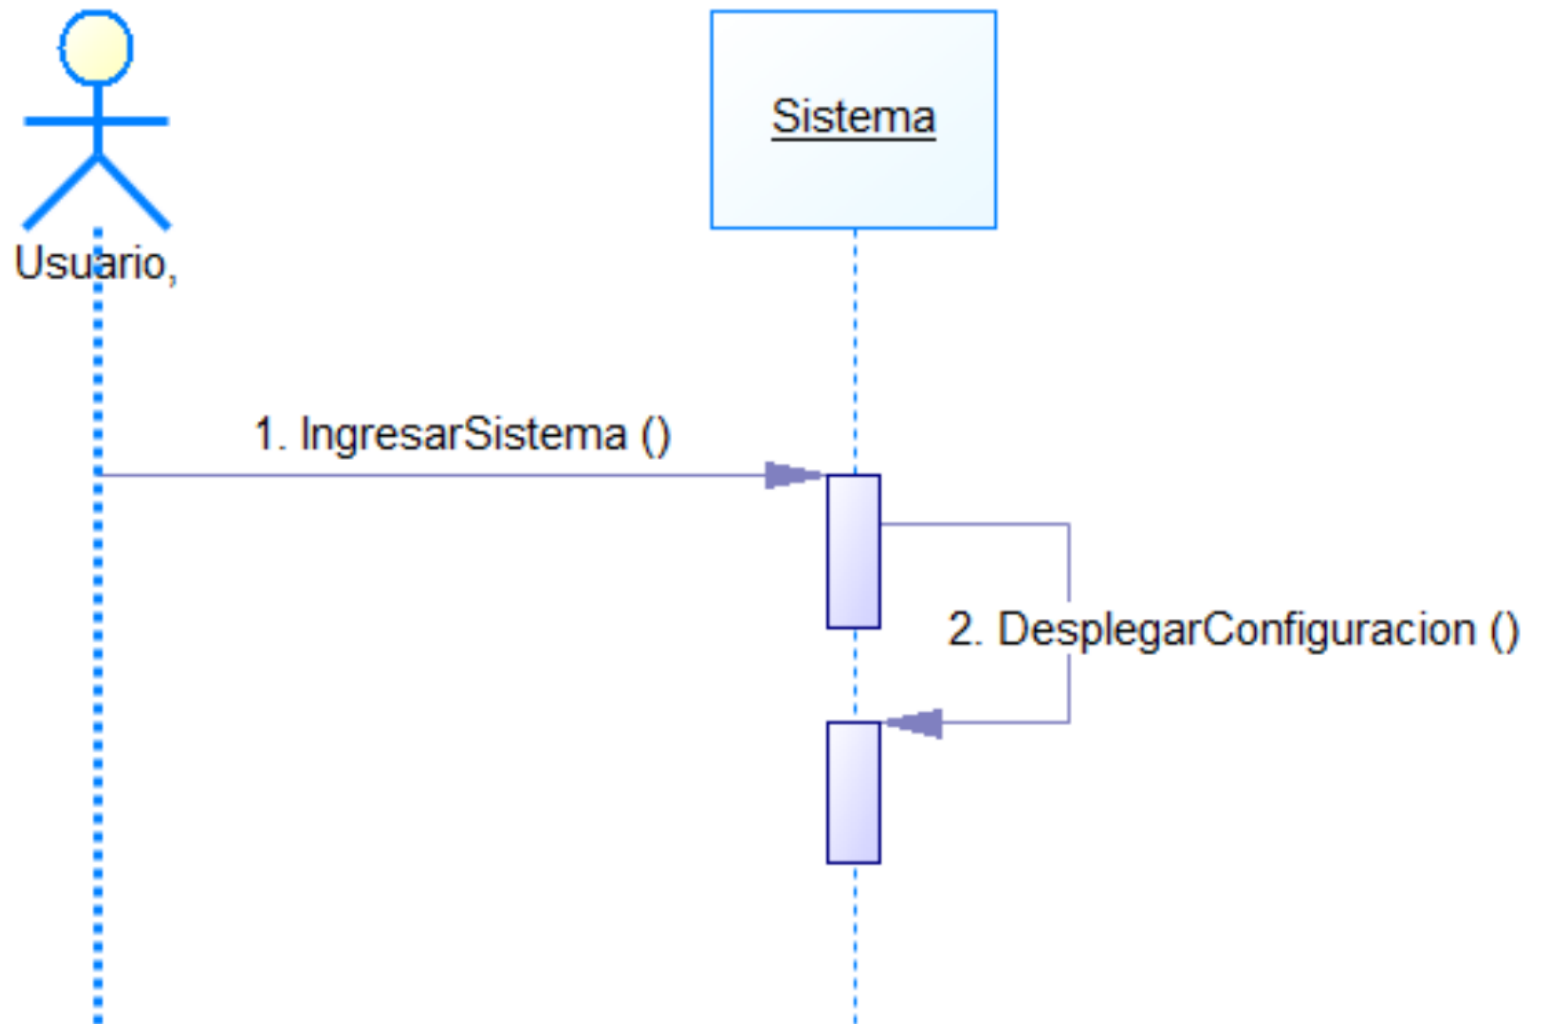 Sistema
Usuario,
1. IngresarSistema ()
2. DesplegarConfiguracion ()